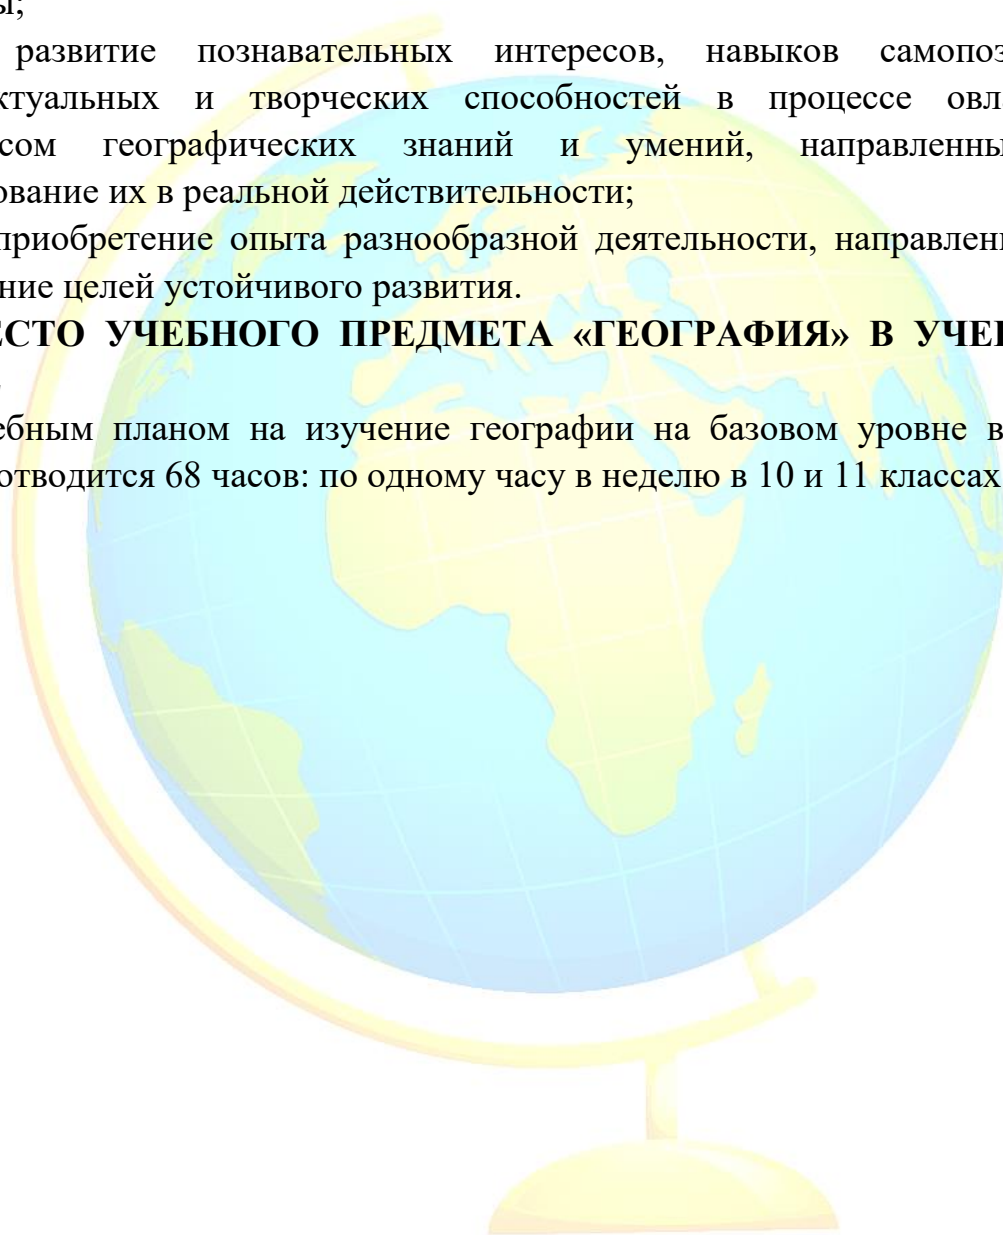 ы;
развитие познавательных интересов, навыков самопоз
ктуальных и творческих способностей в процессе овл
сом географических знаний и умений, направленны
ование их в реальной действительности;
приобретение опыта разнообразной деятельности, направлен
ние целей устойчивого развития.
ЕСТО УЧЕБНОГО ПРЕДМЕТА «ГЕОГРАФИЯ» В УЧЕ
ебным планом на изучение географии на базовом уровне в
отводится 68 часов: по одному часу в неделю в 10 и 11 классах